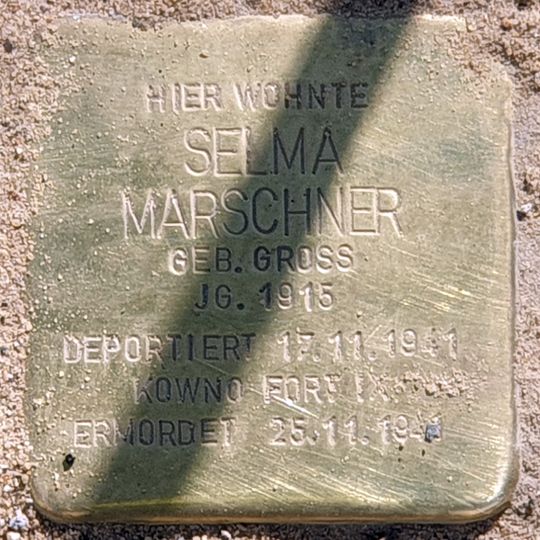 HIER WOHNTE
SELMA
MARSCHNER
GEB. GROSS
JG. 1915
DEPORTIERT 17.11.1941
KOWNO FORT IX
ERMORDET 25.11.1941